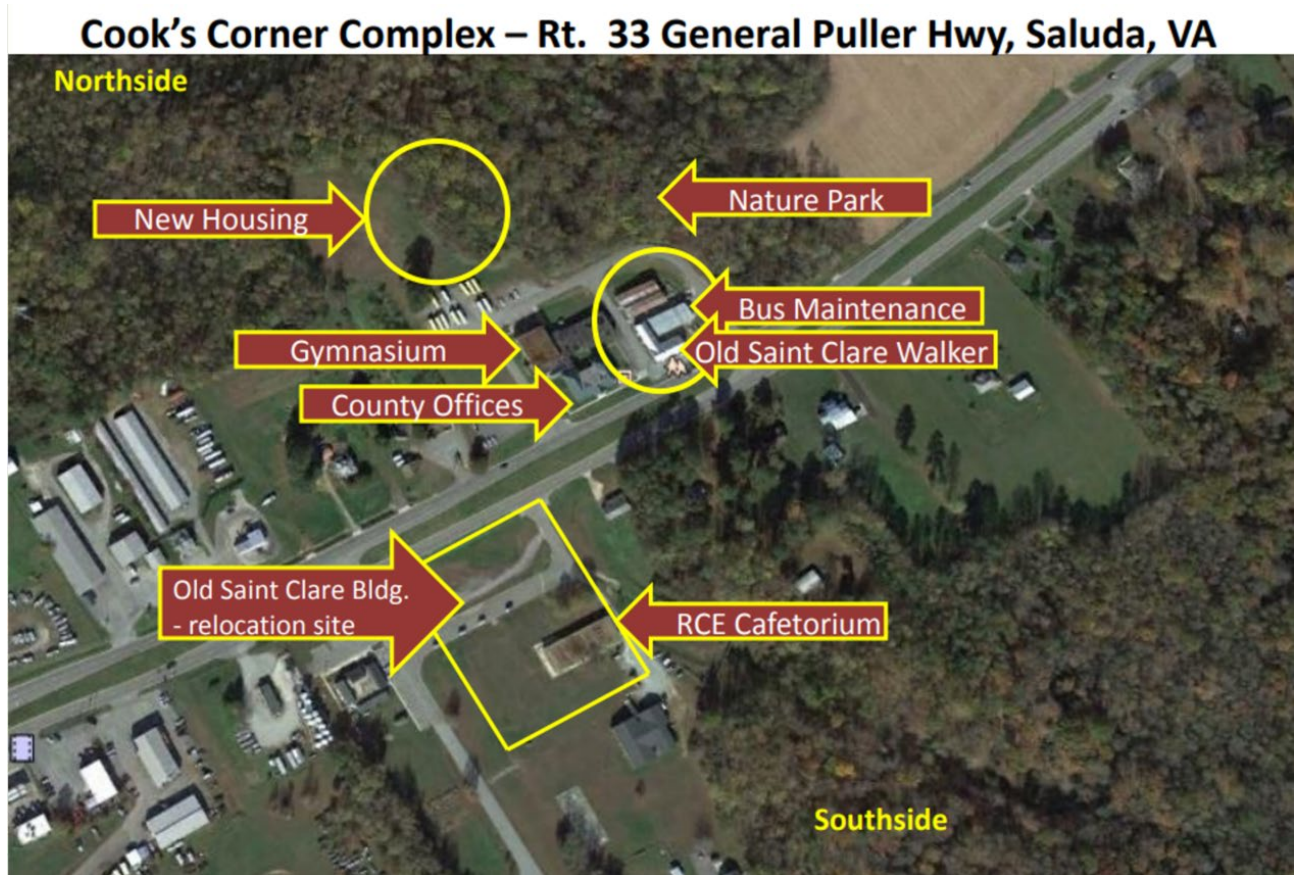 Cook's Corner Complex – Rt. 33 General Puller Hwy, Saluda, VA
Northside
Nature Park
New Housing
Bus Maintenance
Gymnasium
Old Saint Clare Walker
County Offices
Old Saint Clare Bldg.
- relocation site
RCE Cafetorium
Southside